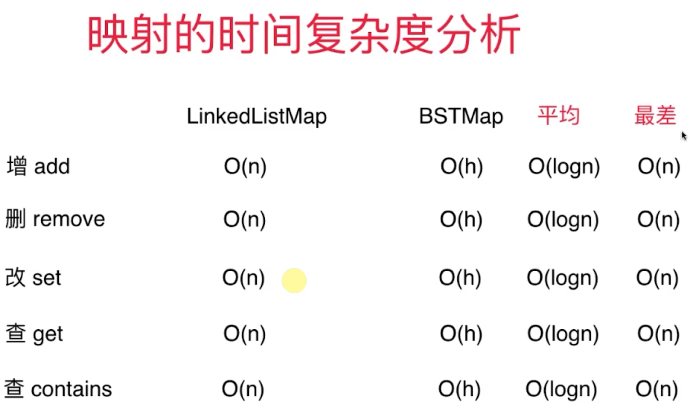 映射的时间复杂度分析
LinkedListMap BSTMap 平均 最差
增 add O(n) O(h) O(logn) O(n)
删 remove O(n) O(h) O(logn) O(n)
改 set O(n) O(h) O(logn) O(n)
查 get O(n) O(h) O(logn) O(n)
查 contains O(n) O(h) O(logn) O(n)